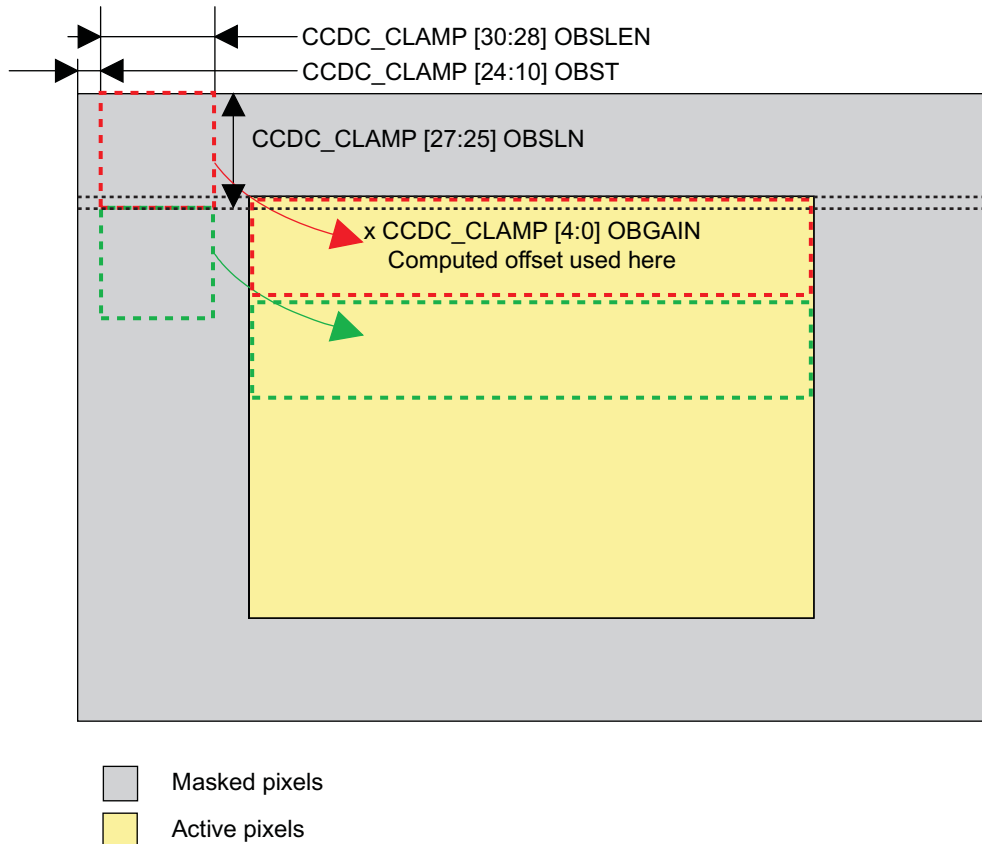 CCDC_CLAMP [30:28] OBSLEN
CCDC_CLAMP [24:10] OBST
CCDC_CLAMP [27:25] OBSLN
x CCDC_CLAMP [4:0] OBGAIN
Computed offset used here
Masked pixels
Active pixels